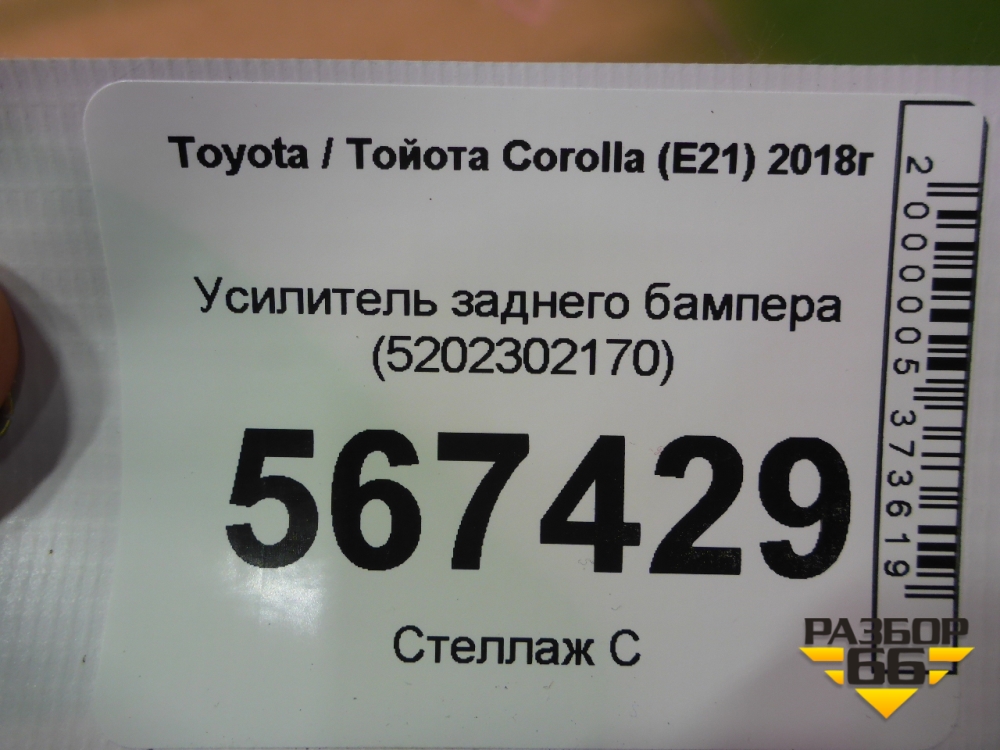 Toyota / Тойота Corolla (E21) 2018г
Усилитель заднего бампера
(5202302170)
567429
Стеллаж С
2000005373619
РАЗБОР
66